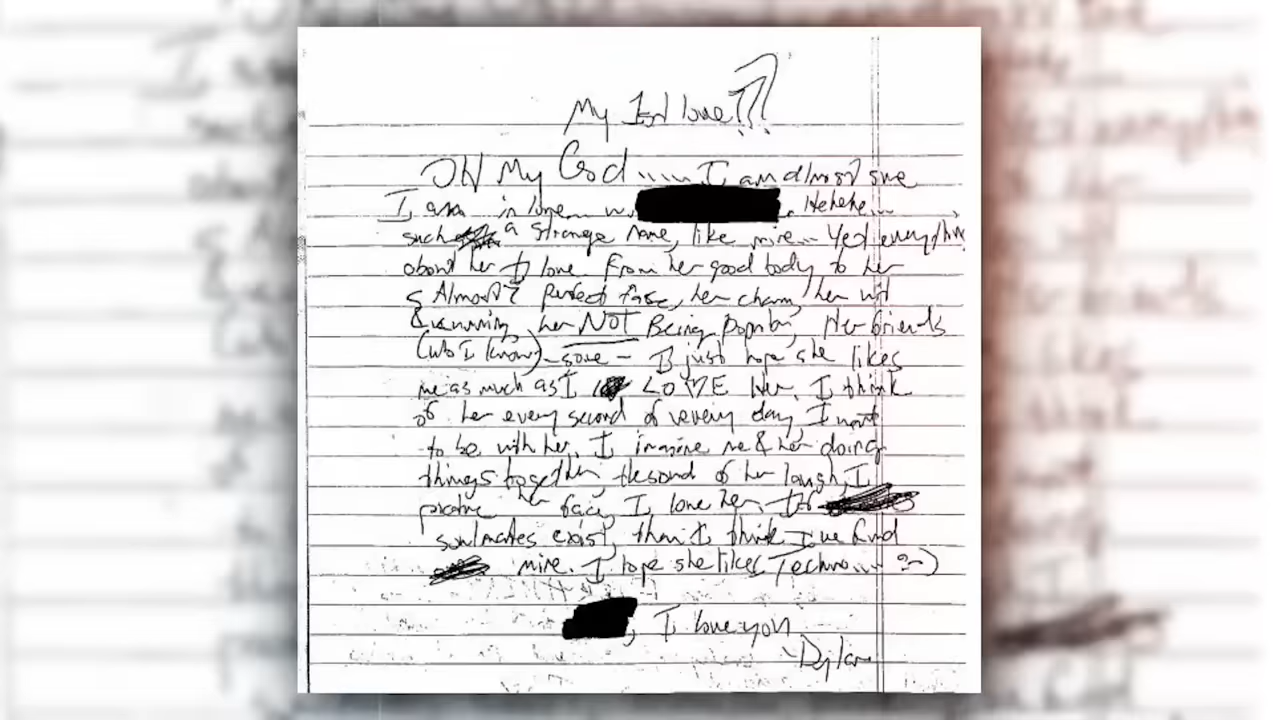 My 1st love???
OH My God ..... I am almost sure
I am in love w. . Hehehe...
such a strange name, like mine... Yet everything
about her I love. From her good body to her
Almost? perfect face, her charm, her wit
& cunning, her NOT Being popular, Her friends
(who I know) - some - I just hope she likes
me as much as I LOVE Her. I think
of her every second of every day, I want
to be with her. I imagine me & her doing
things together, the sound of her laugh, I
picture her face, I love her. If
soulmates exist, then I think I've found
mine. I hope she likes Techno... :-)
, I love you
Dylan